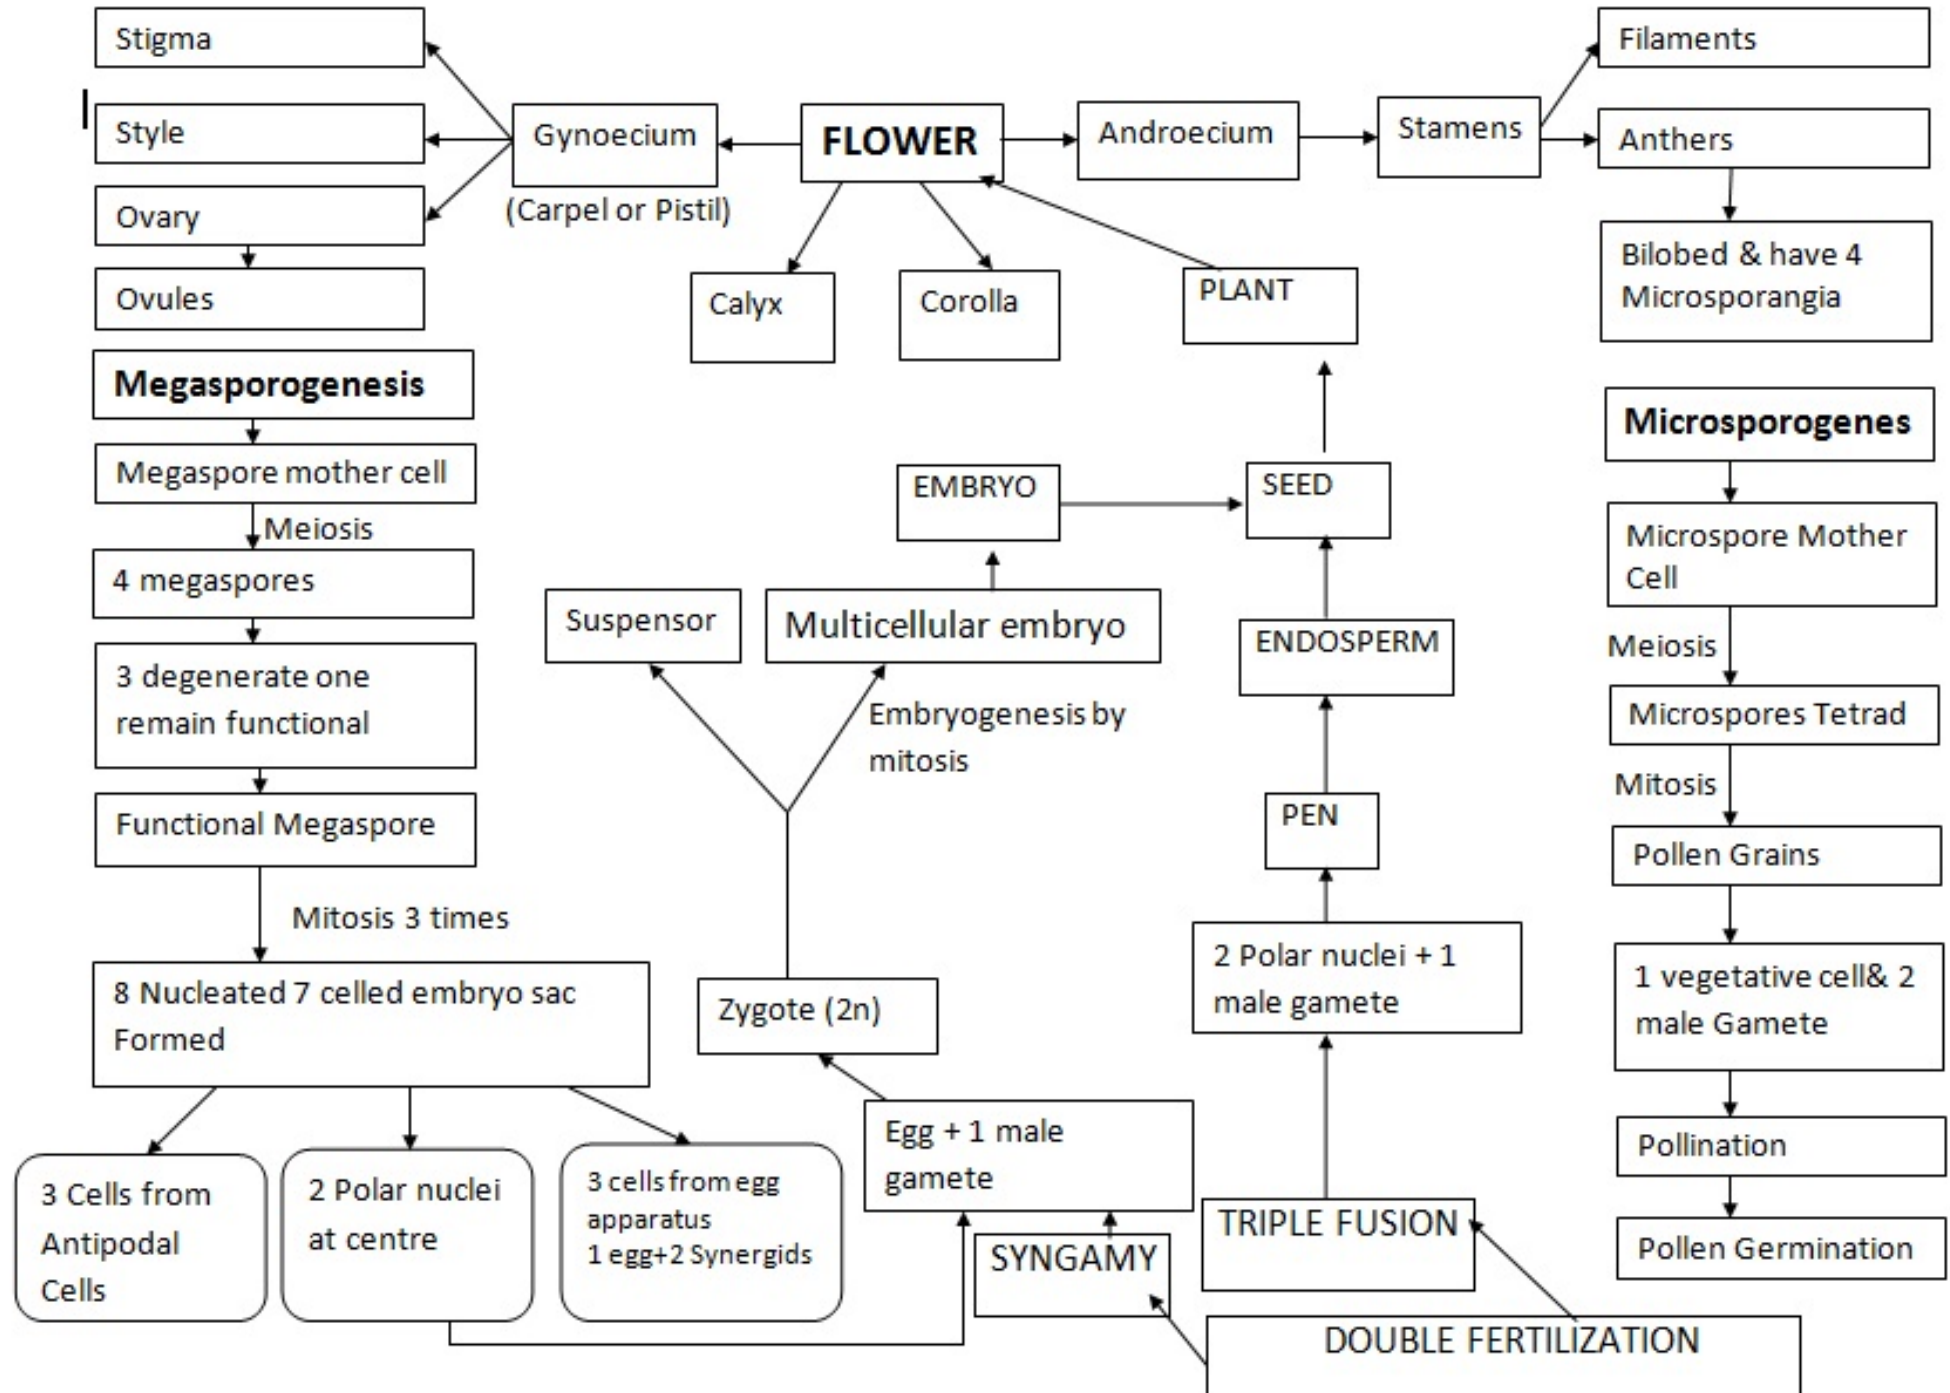 Stigma
Style
Ovary
Ovules
Gynoecium
(Carpel or Pistil)
FLOWER
Androecium
Stamens
Filaments
Anthers
Bilobed & have 4
Microsporangia
Calyx
Corolla
PLANT
Megasporogenesis
Megaspore mother cell
Meiosis
4 megaspores
3 degenerate one
remain functional
Functional Megaspore
Mitosis 3 times
8 Nucleated 7 celled embryo sac
Formed
3 Cells from
Antipodal
Cells
2 Polar nuclei
at centre
3 cells from egg
apparatus
1 egg+2 Synergids
EMBRYO
SEED
Suspensor
Multicellular embryo
Embryogenesis by
mitosis
Zygote (2n)
Egg + 1 male
gamete
SYNGAMY
ENDOSPERM
PEN
2 Polar nuclei + 1
male gamete
TRIPLE FUSION
DOUBLE FERTILIZATION
Microsporogenes
Microspore Mother
Cell
Meiosis
Microspores Tetrad
Mitosis
Pollen Grains
1 vegetative cell& 2
male Gamete
Pollination
Pollen Germination